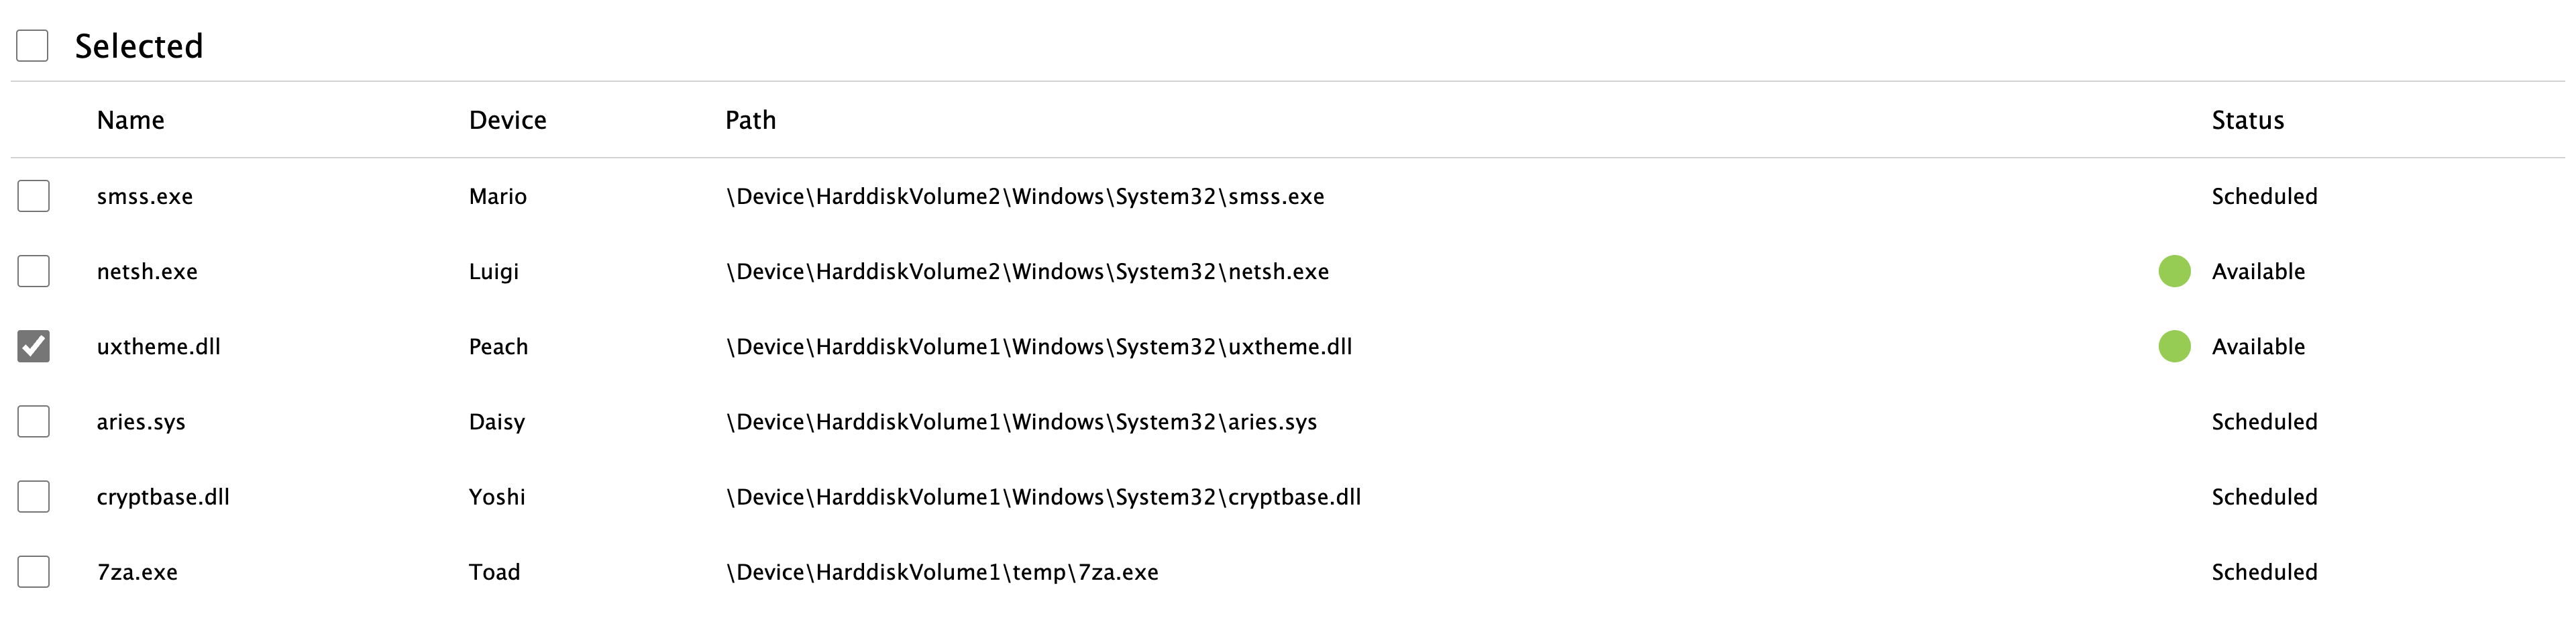 Selected
Name Device Path Status
smss.exe Mario \Device\HarddiskVolume2\Windows\System32\smss.exe Scheduled
netsh.exe Luigi \Device\HarddiskVolume2\Windows\System32\netsh.exe Available
uxtheme.dll Peach \Device\HarddiskVolume1\Windows\System32\uxtheme.dll Available
aries.sys Daisy \Device\HarddiskVolume1\Windows\System32\aries.sys Scheduled
cryptbase.dll Yoshi \Device\HarddiskVolume1\Windows\System32\cryptbase.dll Scheduled
7za.exe Toad \Device\HarddiskVolume1\temp\7za.exe Scheduled